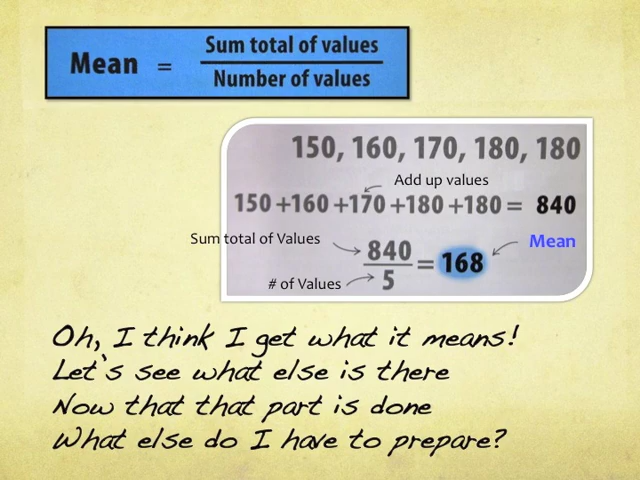 Mean = Sum total of values
Number of values
150, 160, 170, 180, 180
Add up values
150 +160 +170 +180 +180 = 840
Sum total of Values
840
5
= 168
Mean
# of Values
Oh, I think I get what it means!
Let's see what else is there
Now that that part is done
What else do I have to prepare?